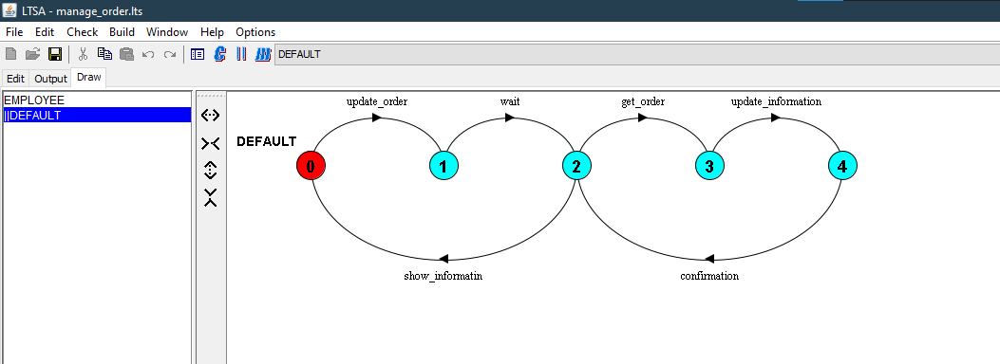 LTSA - manage_order.lts
File Edit Check Build Window Help Options
DEFAULT
Edit Output Draw
EMPLOYEE
||DEFAULT
update_order wait get_order update_information
DEFAULT
0 1 2 3 4
show_informatin confirmation